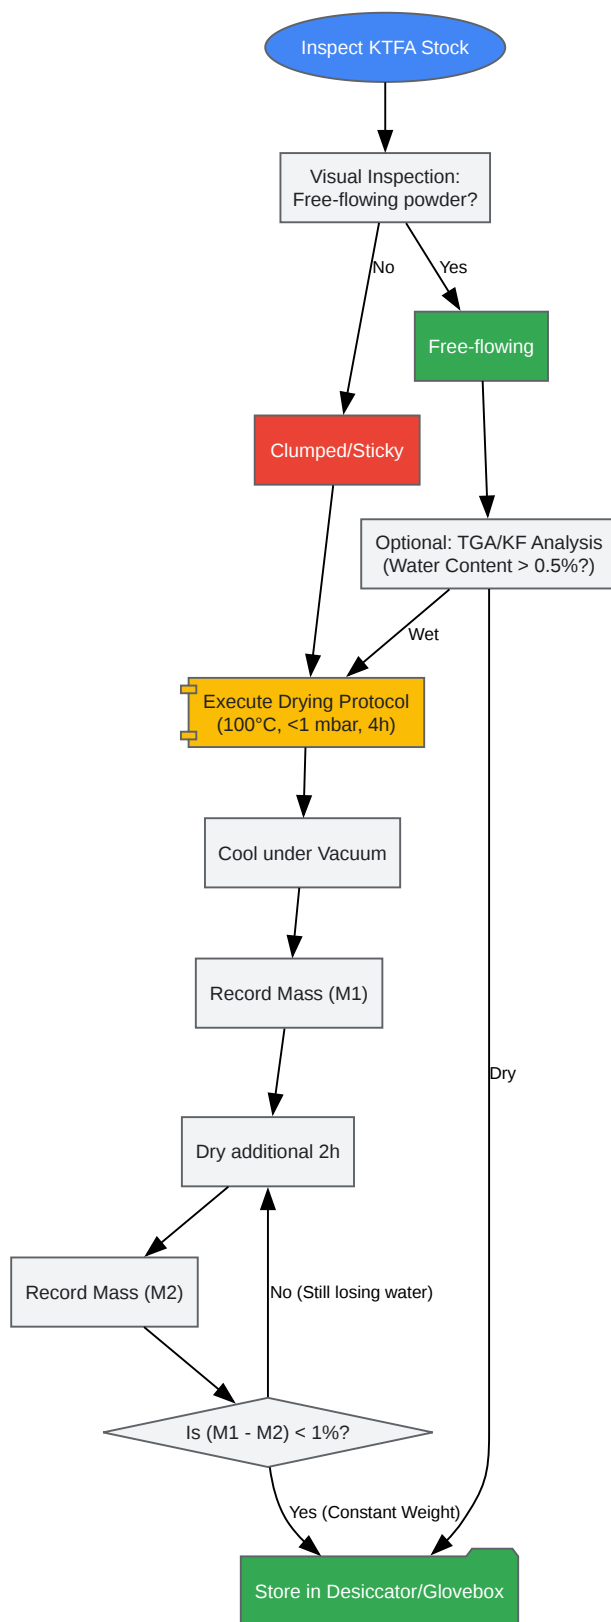 Inspect KTFA Stock
Visual Inspection:
Free-flowing powder?
No
Yes
Free-flowing
Clumped/Sticky
Optional: TGA/KF Analysis
(Water Content > 0.5%?)
Wet
Execute Drying Protocol
(100°C, <1 mbar, 4h)
Cool under Vacuum
Record Mass (M1)
Dry
Dry additional 2h
Record Mass (M2)
No (Still losing water)
Is (M1 - M2) < 1%?
Yes (Constant Weight)
Store in Desiccator/Glovebox